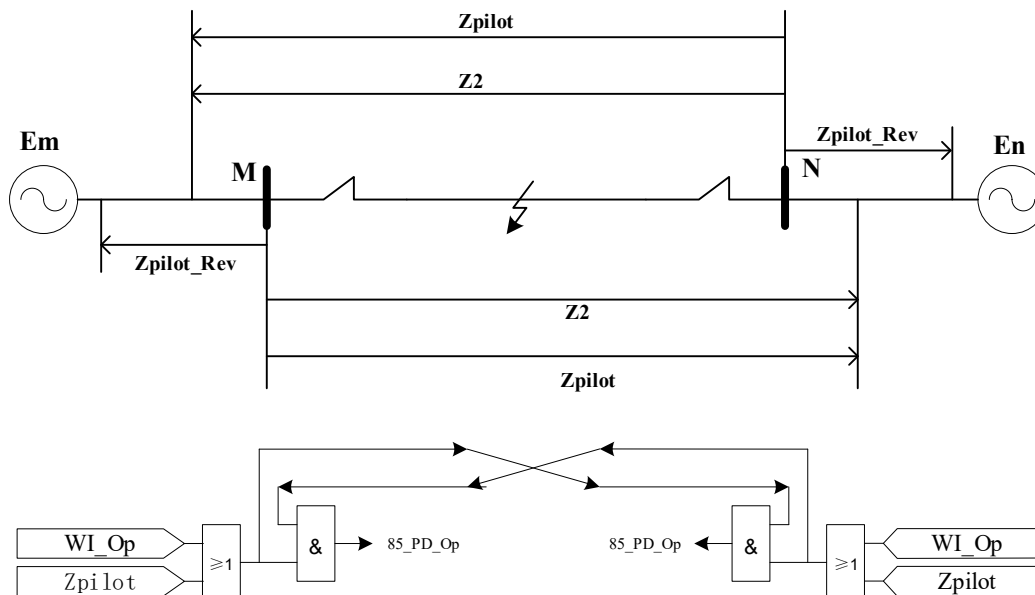 Zpilot
Z2
Em
Zpilot_Rev
En
M
N
Zpilot_Rev
Z2
Zpilot
WI_Op
Zpilot
≥1
&
85_PD_Op
85_PD_Op
&
≥1
WI_Op
Zpilot